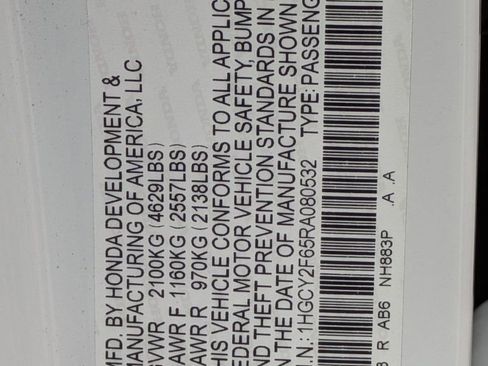 MFD. BY HONDA DEVELOPMENT &
MANUFACTURING OF AMERICA, LLC
GVWR 2100KG (4629LBS)
GAWR F 1160KG (2557LBS)
GAWR R 970KG (2138LBS)
THIS VEHICLE CONFORMS TO ALL APPLIC
FEDERAL MOTOR VEHICLE SAFETY, BUMP
AND THEFT PREVENTION STANDARDS IN
ON THE DATE OF MANUFACTURE SHOWN
V.I.N.:1HGCY2F65RA080532 TYPE:PASSENG
R AB6 NH883P A .A